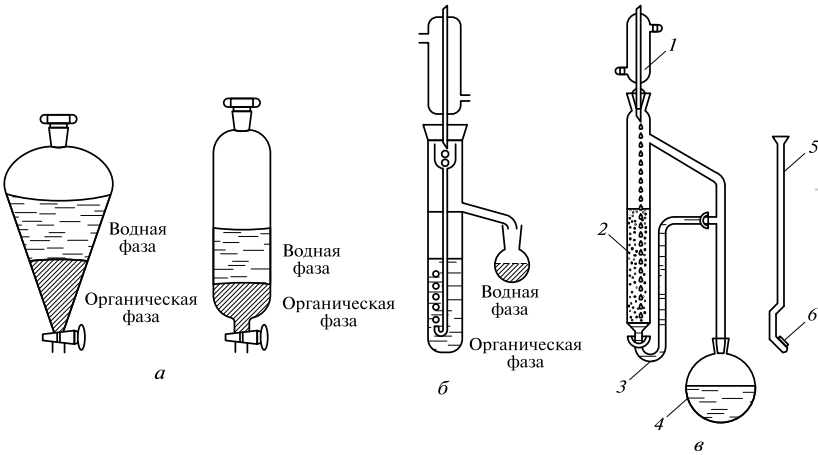 Водная
фаза
Органическая
фаза
а
Водная
фаза
Органическая
фаза
Водная
фаза
Органическая
фаза
б
1
2
3
4
5
6
в